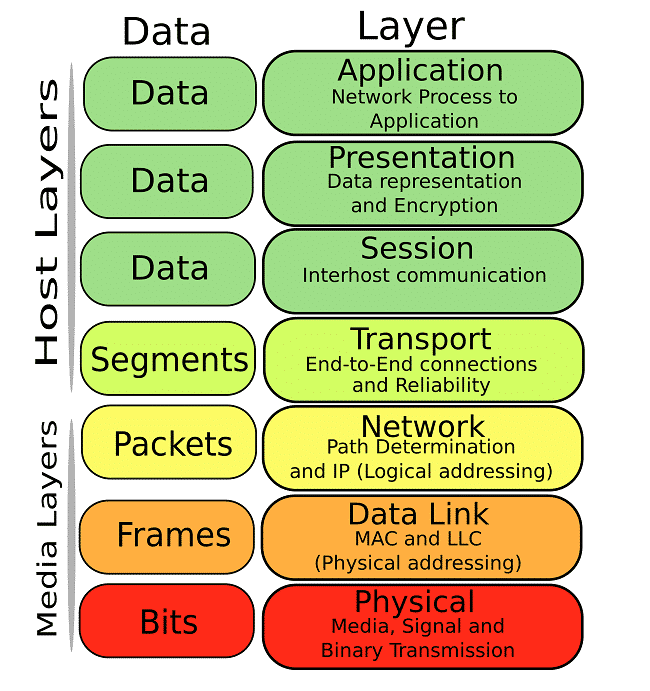 Data
Layer
Host Layers
Data
Application
Network Process to
Application
Data
Presentation
Data representation
and Encryption
Data
Session
Interhost communication
Segments
Transport
End-to-End connections
and Reliability
Media Layers
Packets
Network
Path Determination
and IP (Logical addressing)
Frames
Data Link
MAC and LLC
(Physical addressing)
Bits
Physical
Media, Signal and
Binary Transmission